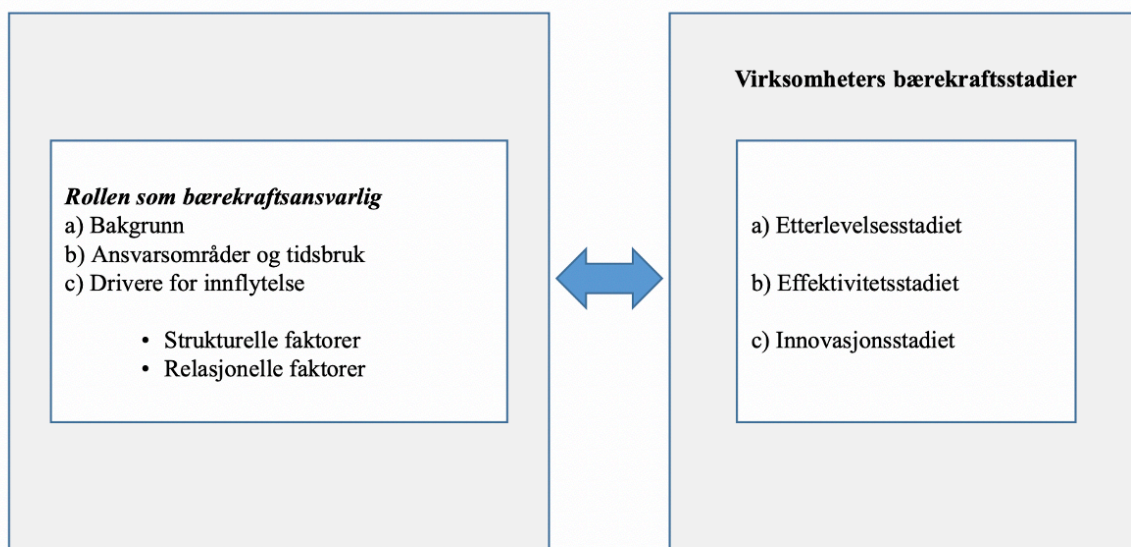 Rollen som bærekraftsansvarlig
a) Bakgrunn
b) Ansvarsområder og tidsbruk
c) Drivere for innflytelse
• Strukturelle faktorer
• Relasjonelle faktorer
Virksomheters bærekraftsstadier
a) Etterlevelsesstadiet
b) Effektivitetsstadiet
c) Innovasjonsstadiet